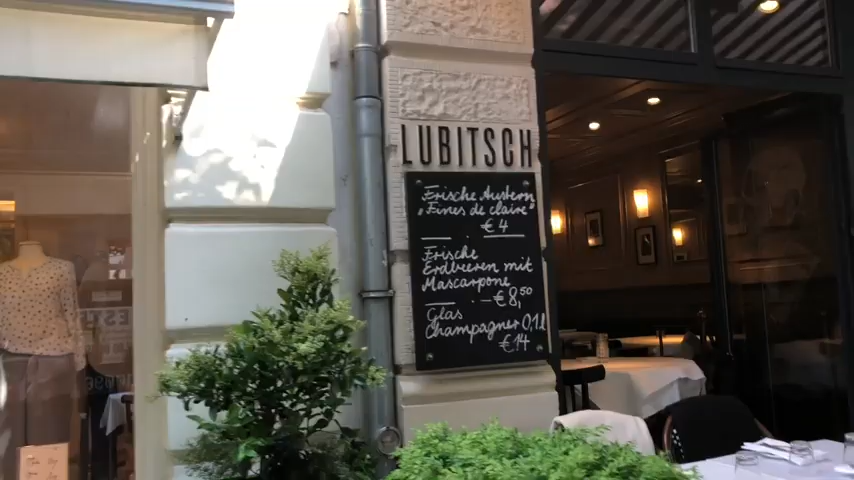 LUBITSCH
Frische Austern
"Fines de claire"
€ 4
Frische
Erdbeeren mit
Mascarpone
€ 8,50
Glas
Champagner 0,1l
€ 14